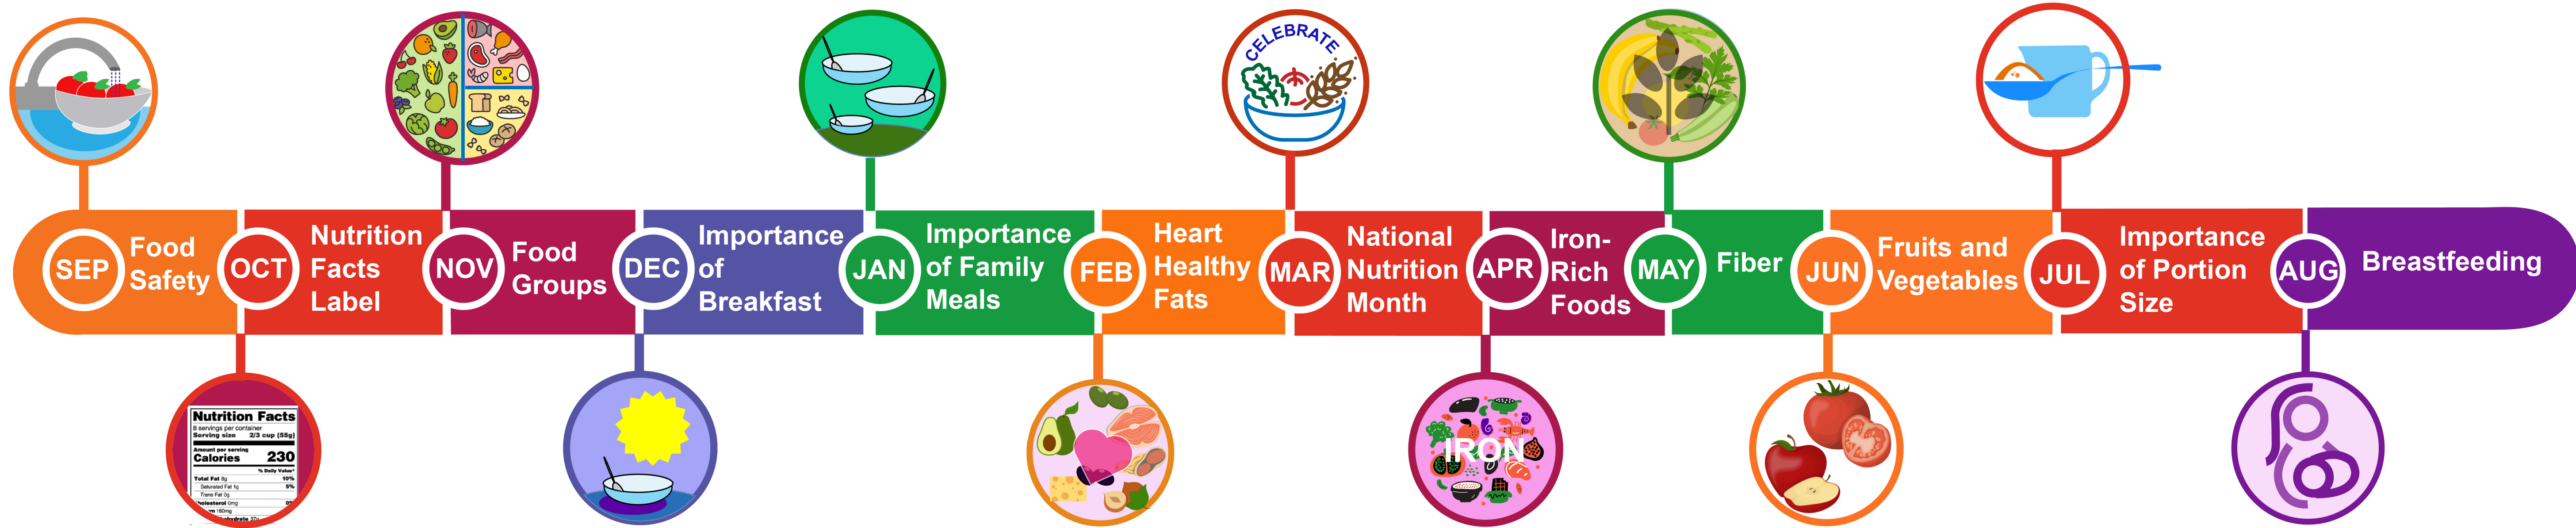 CELEBRATE
SEP
Food
Safety
OCT
Nutrition
Facts
Label
NOV
Food
Groups
DEC
Importance
of
Breakfast
JAN
Importance
of Family
Meals
FEB
Heart
Healthy
Fats
MAR
National
Nutrition
Month
APR
Iron-
Rich
Foods
MAY
Fiber
JUN
Fruits and
Vegetables
JUL
Importance
of Portion
Size
AUG
Breastfeeding
Nutrition Facts
8 servings per container
Serving size 2/3 cup (55g)
Amount per serving
Calories 230
% Daily Value*
Total Fat 8g 10%
Saturated Fat 1g 5%
Trans Fat 0g
0mg
160mg
IRON